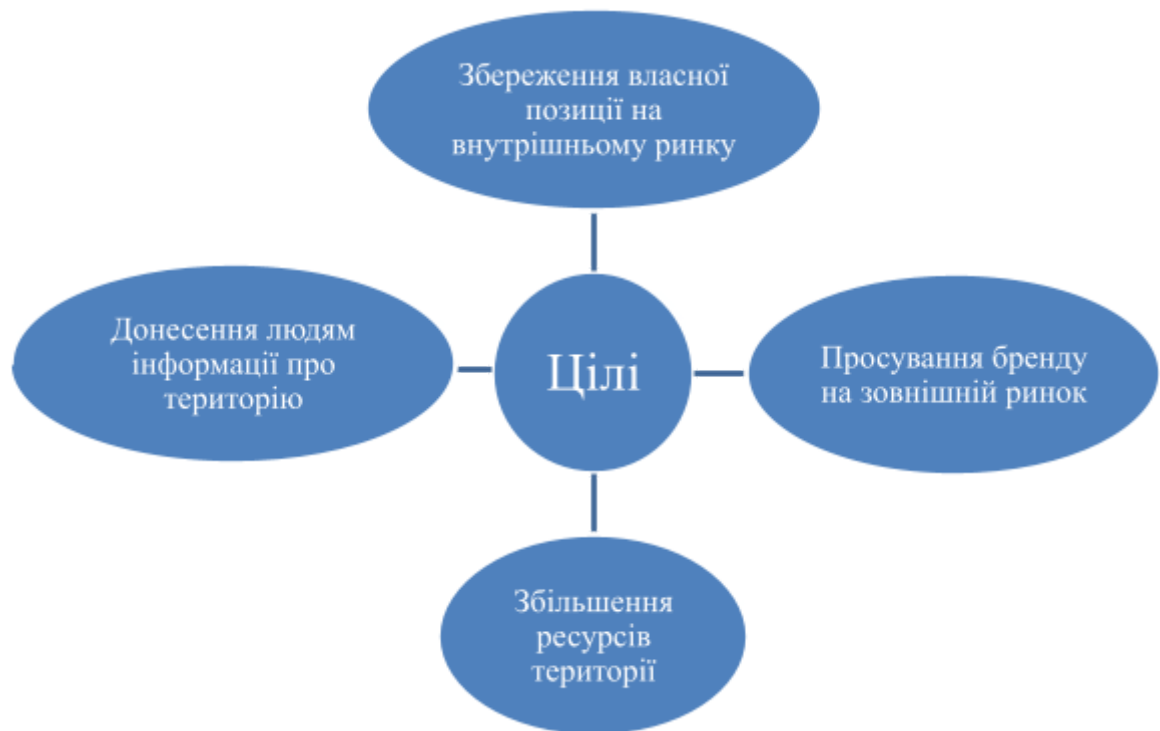 Збереження власної
позиції на
внутрішньому ринку
Донесення людям
інформації про
територію
Цілі
Просування бренду
на зовнішній ринок
Збільшення
ресурсів
території